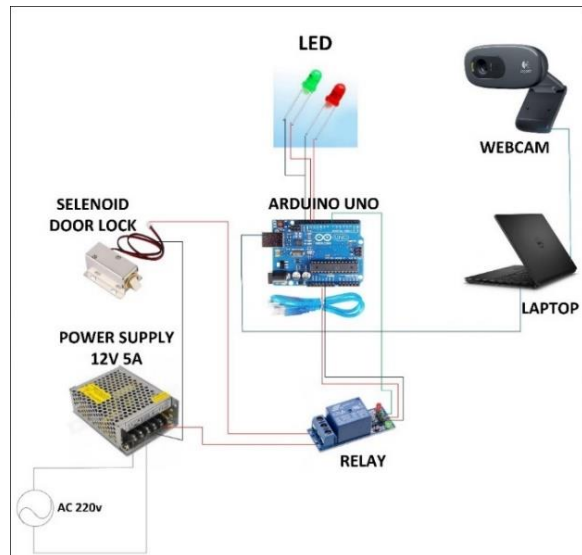 LED
WEBCAM
SELENOID
DOOR LOCK
ARDUINO UNO
LAPTOP
POWER SUPPLY
12V 5A
RELAY
AC 220v